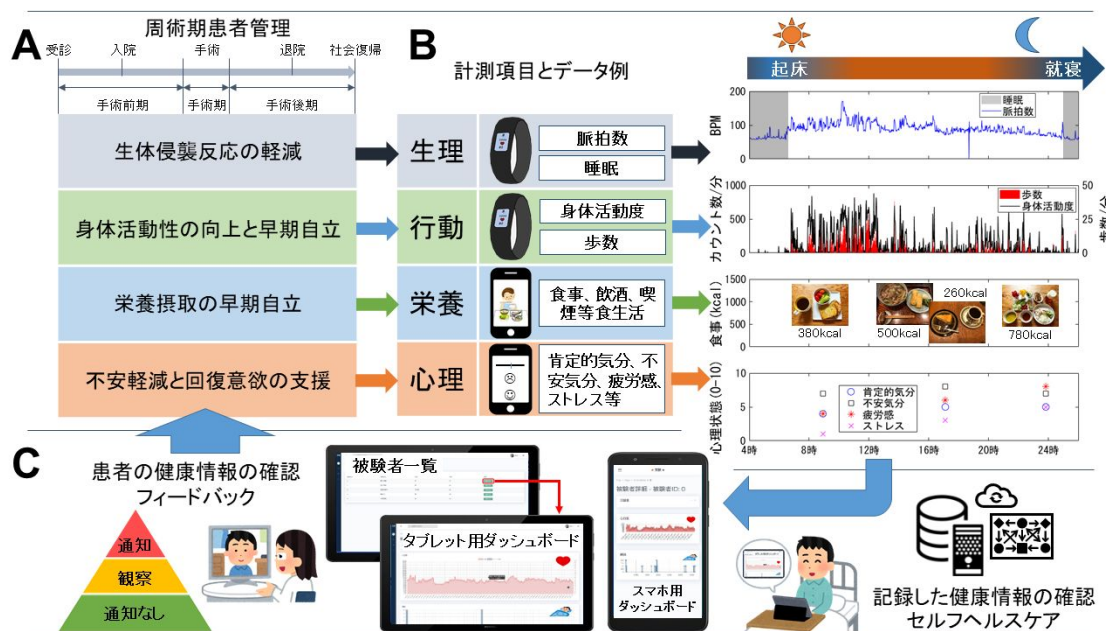 A
周術期患者管理
受診
入院
手術
退院
社会復帰
手術前期
手術期
手術後期
生体侵襲反応の軽減
身体活動性の向上と早期自立
栄養摂取の早期自立
不安軽減と回復意欲の支援
B
計測項目とデータ例
生理
脈拍数
睡眠
行動
身体活動度
歩数
栄養
食事、飲酒、喫
煙等食生活
心理
肯定的気分、不
安気分、疲労感、
ストレス等
起床
就寝
BPM
200
100
0
睡眠
脈拍数
カウント数/分
1000
500
0
歩数
身体活動度
50
25
0
歩数/分
食事(kcal)
1500
1000
500
0
380kcal
500kcal
260kcal
780kcal
心理状態(0-10)
10
5
0
肯定的気分
不安気分
疲労感
ストレス
4時
8時
12時
16時
20時
24時
C
患者の健康情報の確認
フィードバック
通知
観察
通知なし
被験者一覧
タブレット用ダッシュボード
被験者詳細 - 被験者ID: 0
スマホ用
ダッシュボード
記録した健康情報の確認
セルフヘルスケア